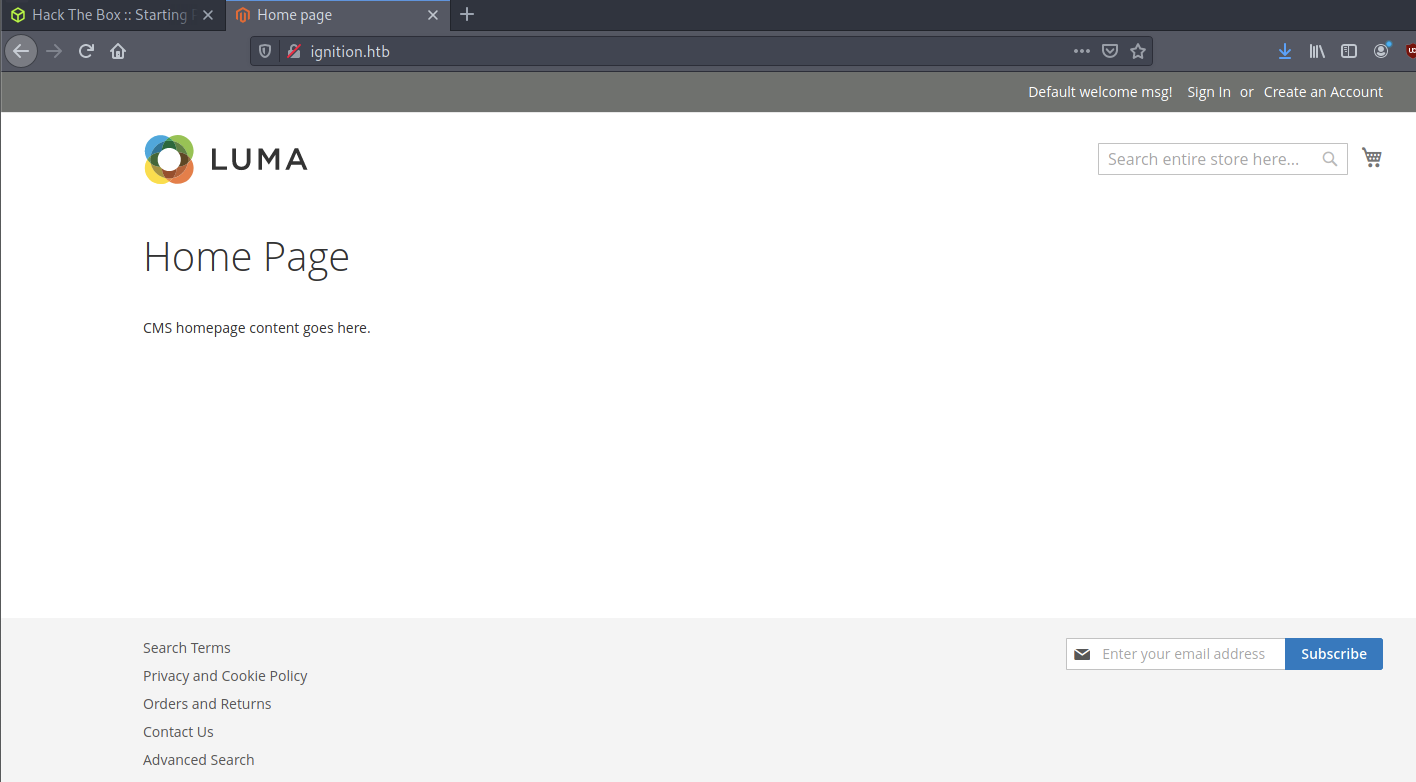 Hack The Box :: Starting
Home page
ignition.htb
Default welcome msg! Sign In or Create an Account
LUMA
Search entire store here...
Home Page
CMS homepage content goes here.
Search Terms
Privacy and Cookie Policy
Orders and Returns
Contact Us
Advanced Search
Enter your email address
Subscribe